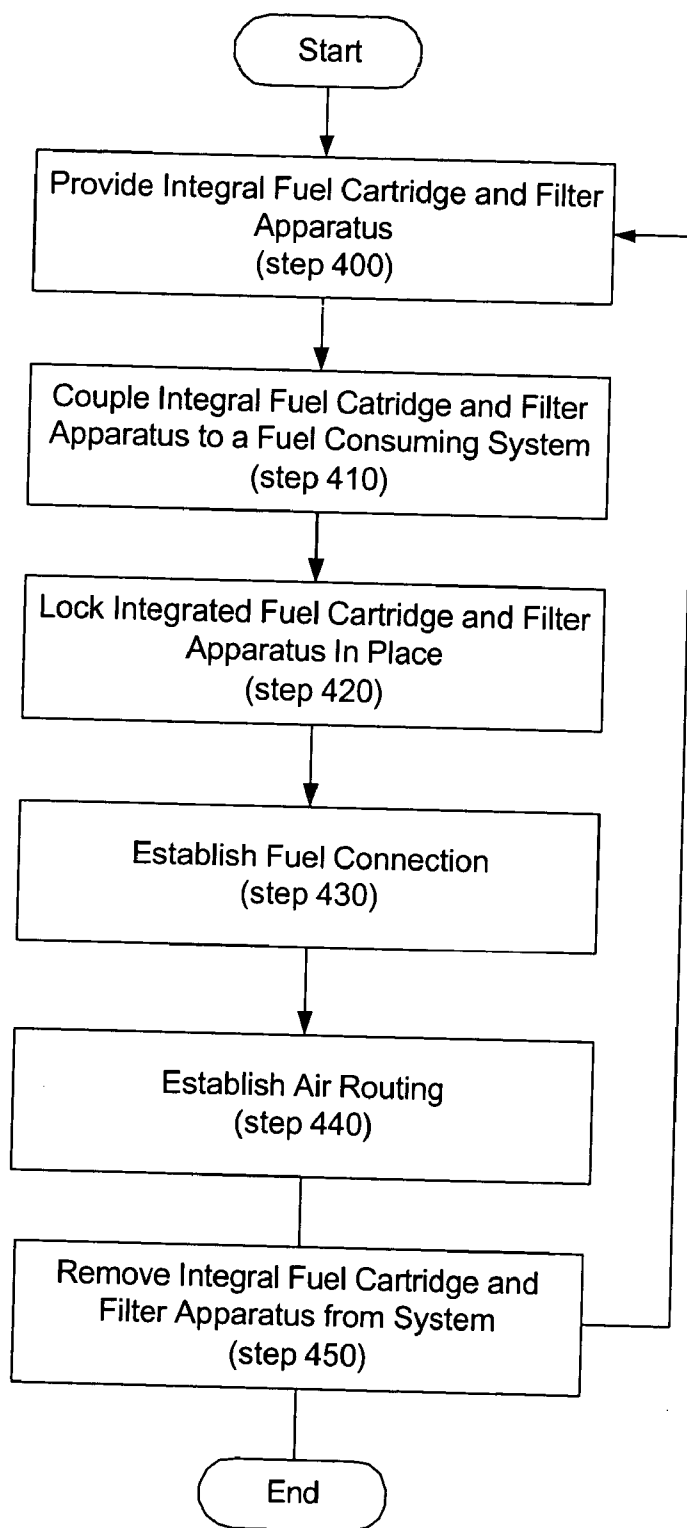 Start
Provide Integral Fuel Cartridge and Filter
Apparatus
(step 400)
Couple Integral Fuel Catridge and Filter
Apparatus to a Fuel Consuming System
(step 410)
Lock Integrated Fuel Cartridge and Filter
Apparatus In Place
(step 420)
Establish Fuel Connection
(step 430)
Establish Air Routing
(step 440)
Remove Integral Fuel Cartridge and
Filter Apparatus from System
(step 450)
End